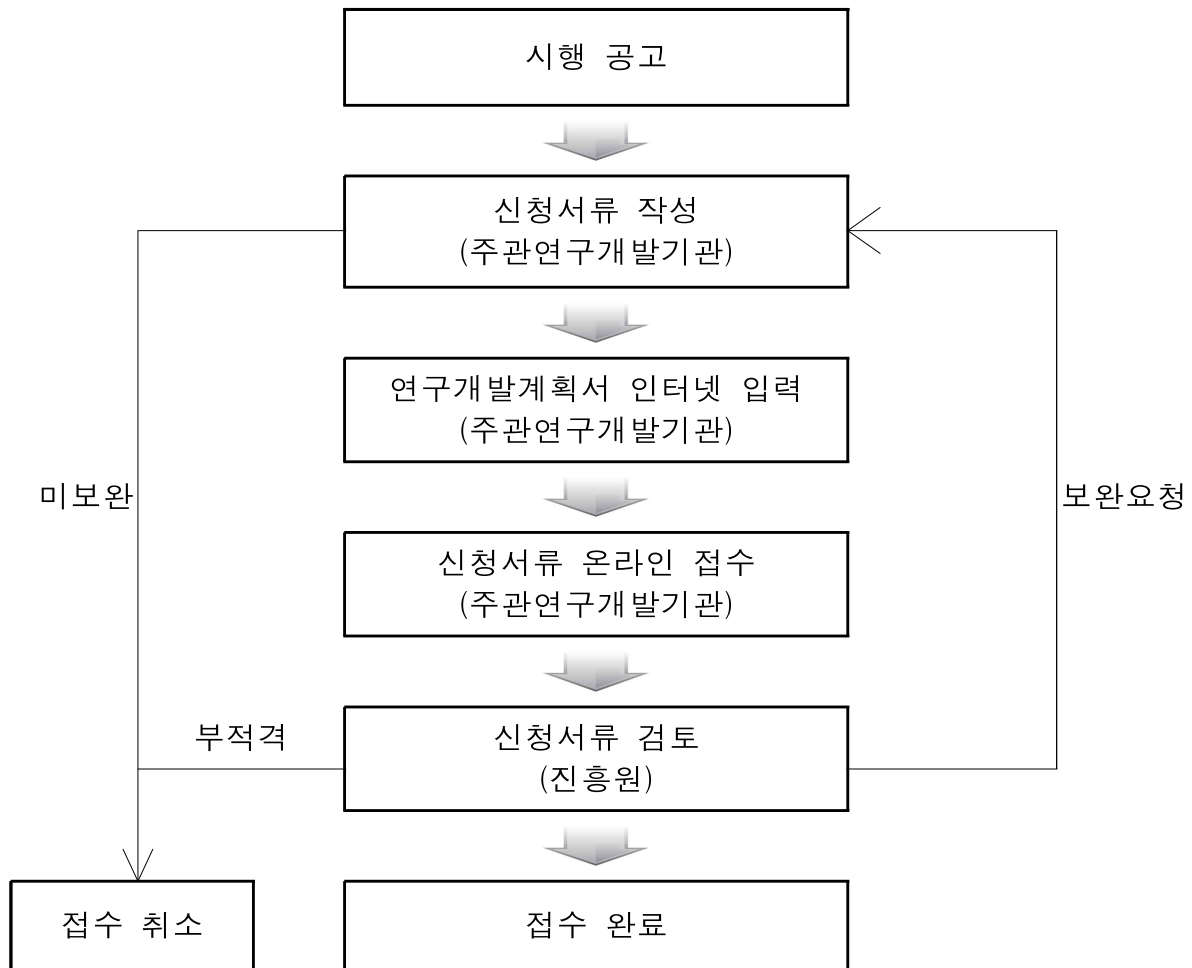 시행 공고
신청서류 작성
(주관연구개발기관)
연구개발계획서 인터넷 입력
(주관연구개발기관)
미보완
보완요청
신청서류 온라인 접수
(주관연구개발기관)
부적격
신청서류 검토
(진흥원)
접수 취소
접수 완료